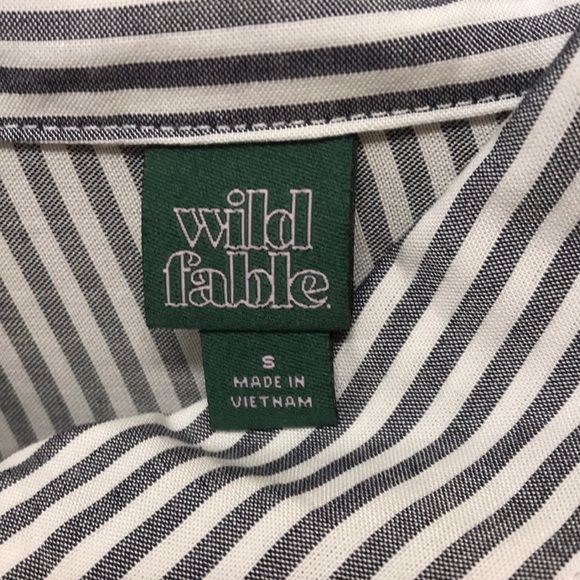 wild
fable.
S
MADE IN
VIETNAM